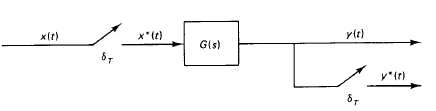 x(t)
x*(t)
G(s)
y(t)
δT
y*(t)
δT